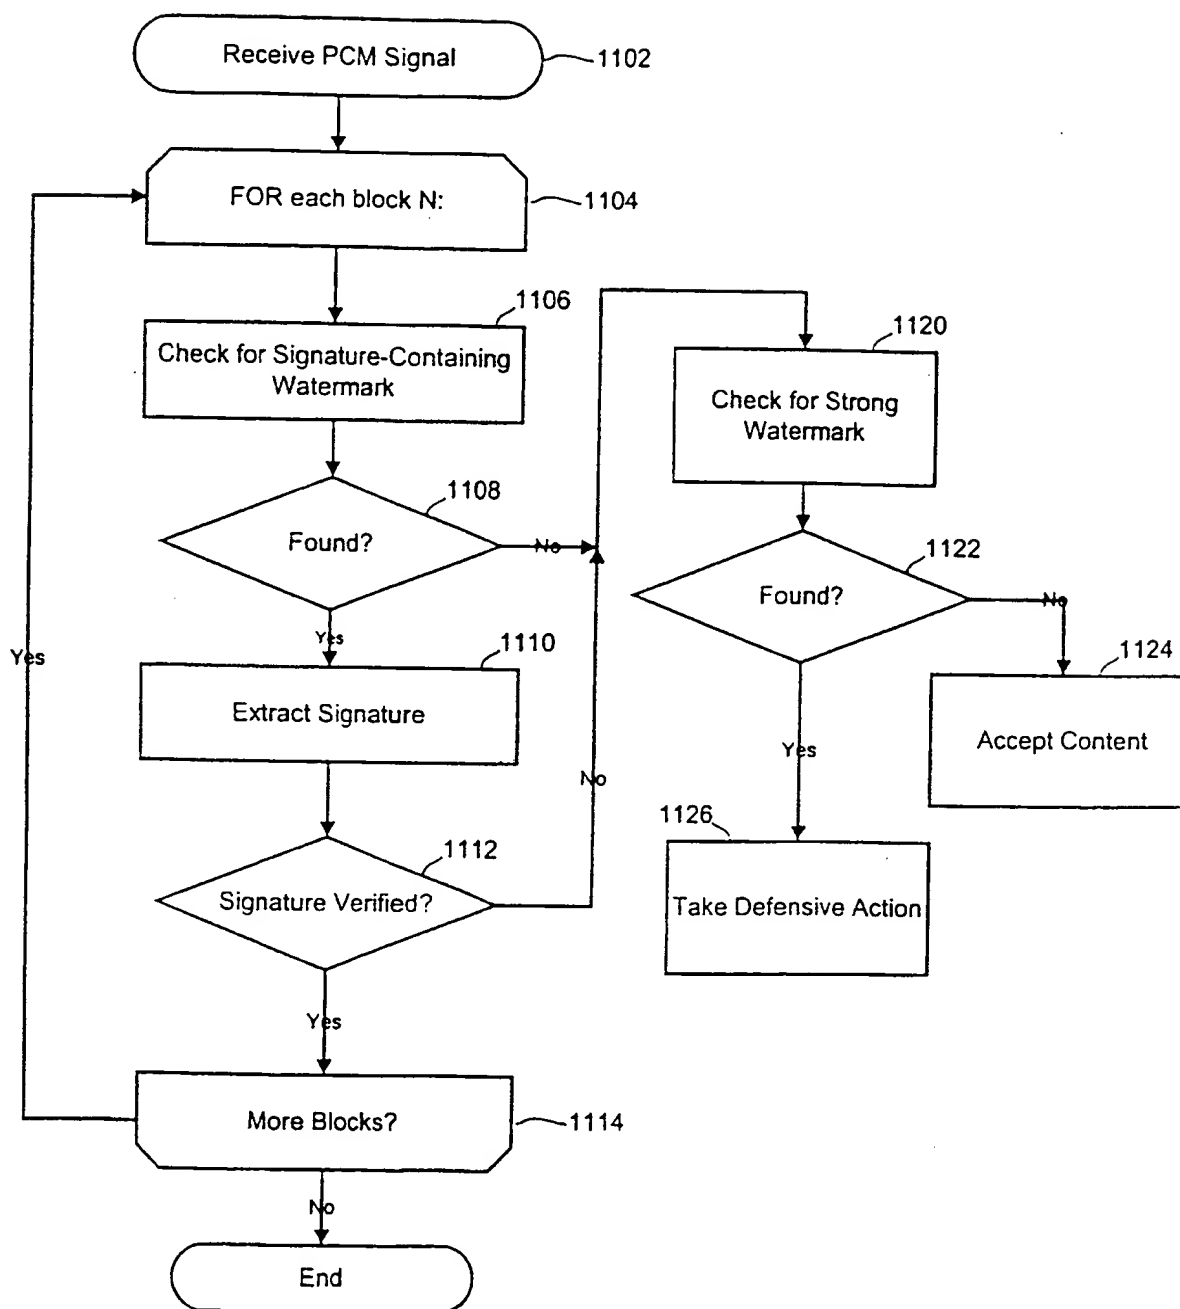 Receive PCM Signal
1102
FOR each block N:
1104
1106
Check for Signature-Containing
Watermark
1108
Found?
No
Yes
1110
Extract Signature
1112
Signature Verified?
No
Yes
More Blocks?
1114
Yes
No
End
1120
Check for Strong
Watermark
1122
Found?
No
1124
Accept Content
Yes
1126
Take Defensive Action